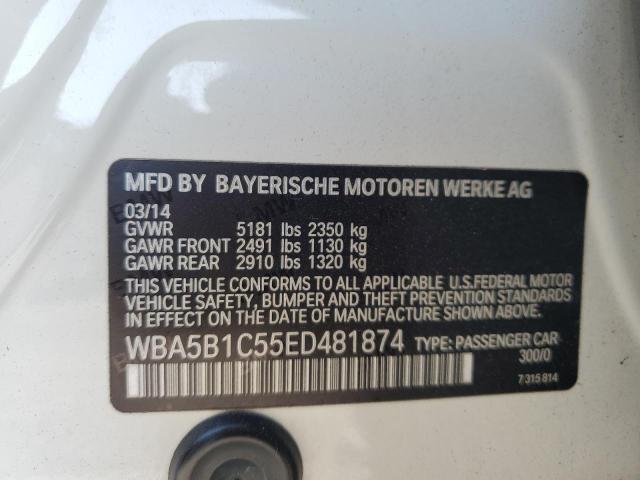 MFD BY BAYERISCHE MOTOREN WERKE AG
03/14
GVWR 5181 lbs 2350 kg
GAWR FRONT 2491 lbs 1130 kg
GAWR REAR 2910 lbs 1320 kg
THIS VEHICLE CONFORMS TO ALL APPLICABLE U.S.FEDERAL MOTOR
VEHICLE SAFETY, BUMPER AND THEFT PREVENTION STANDARDS
IN EFFECT ON THE DATE OF MANUFACTURE SHOWN ABOVE.
WBA5B1C55ED481874 TYPE: PASSENGER CAR
300/0
7 315 814